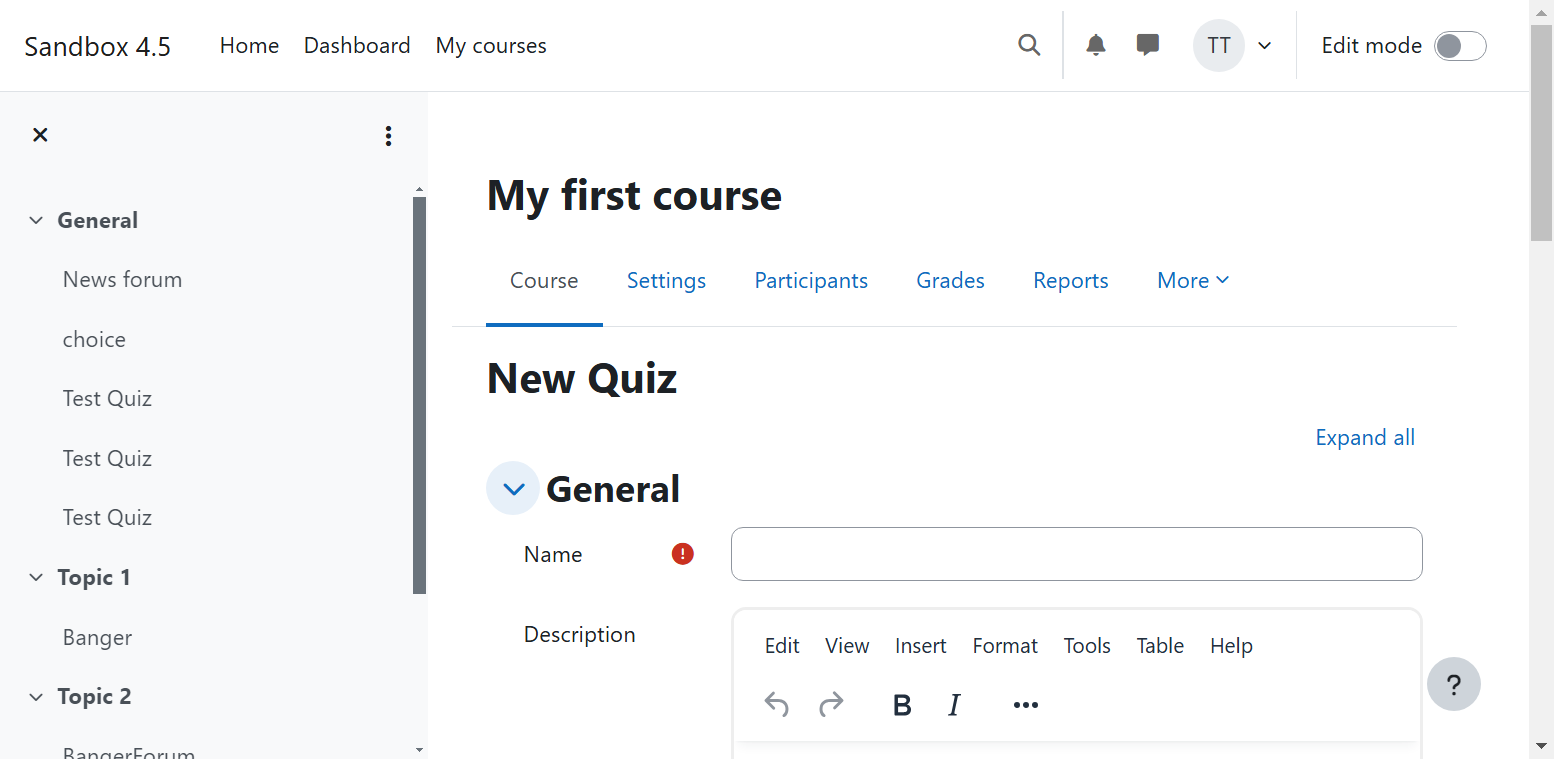 Sandbox 4.5 Home Dashboard My courses TT Edit mode
General
News forum
choice
Test Quiz
Test Quiz
Test Quiz
Topic 1
Banger
Topic 2
BangerForum
My first course
Course Settings Participants Grades Reports More
New Quiz
Expand all
General
Name
Description
Edit View Insert Format Tools Table Help
B I
?